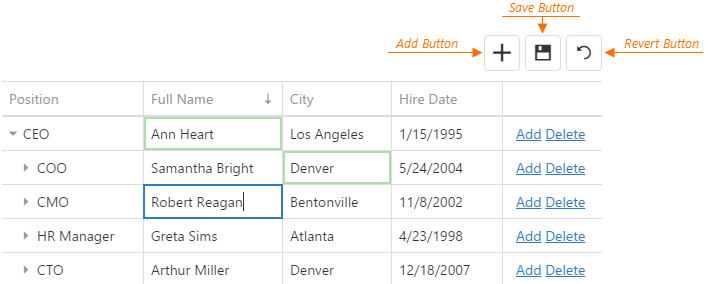 Save Button
Add Button
Revert Button
Position Full Name ↓ City Hire Date
CEO Ann Heart Los Angeles 1/15/1995 Add Delete
COO Samantha Bright Denver 5/24/2004 Add Delete
CMO Robert Reagan Bentonville 11/8/2002 Add Delete
HR Manager Greta Sims Atlanta 4/23/1998 Add Delete
CTO Arthur Miller Denver 12/18/2007 Add Delete